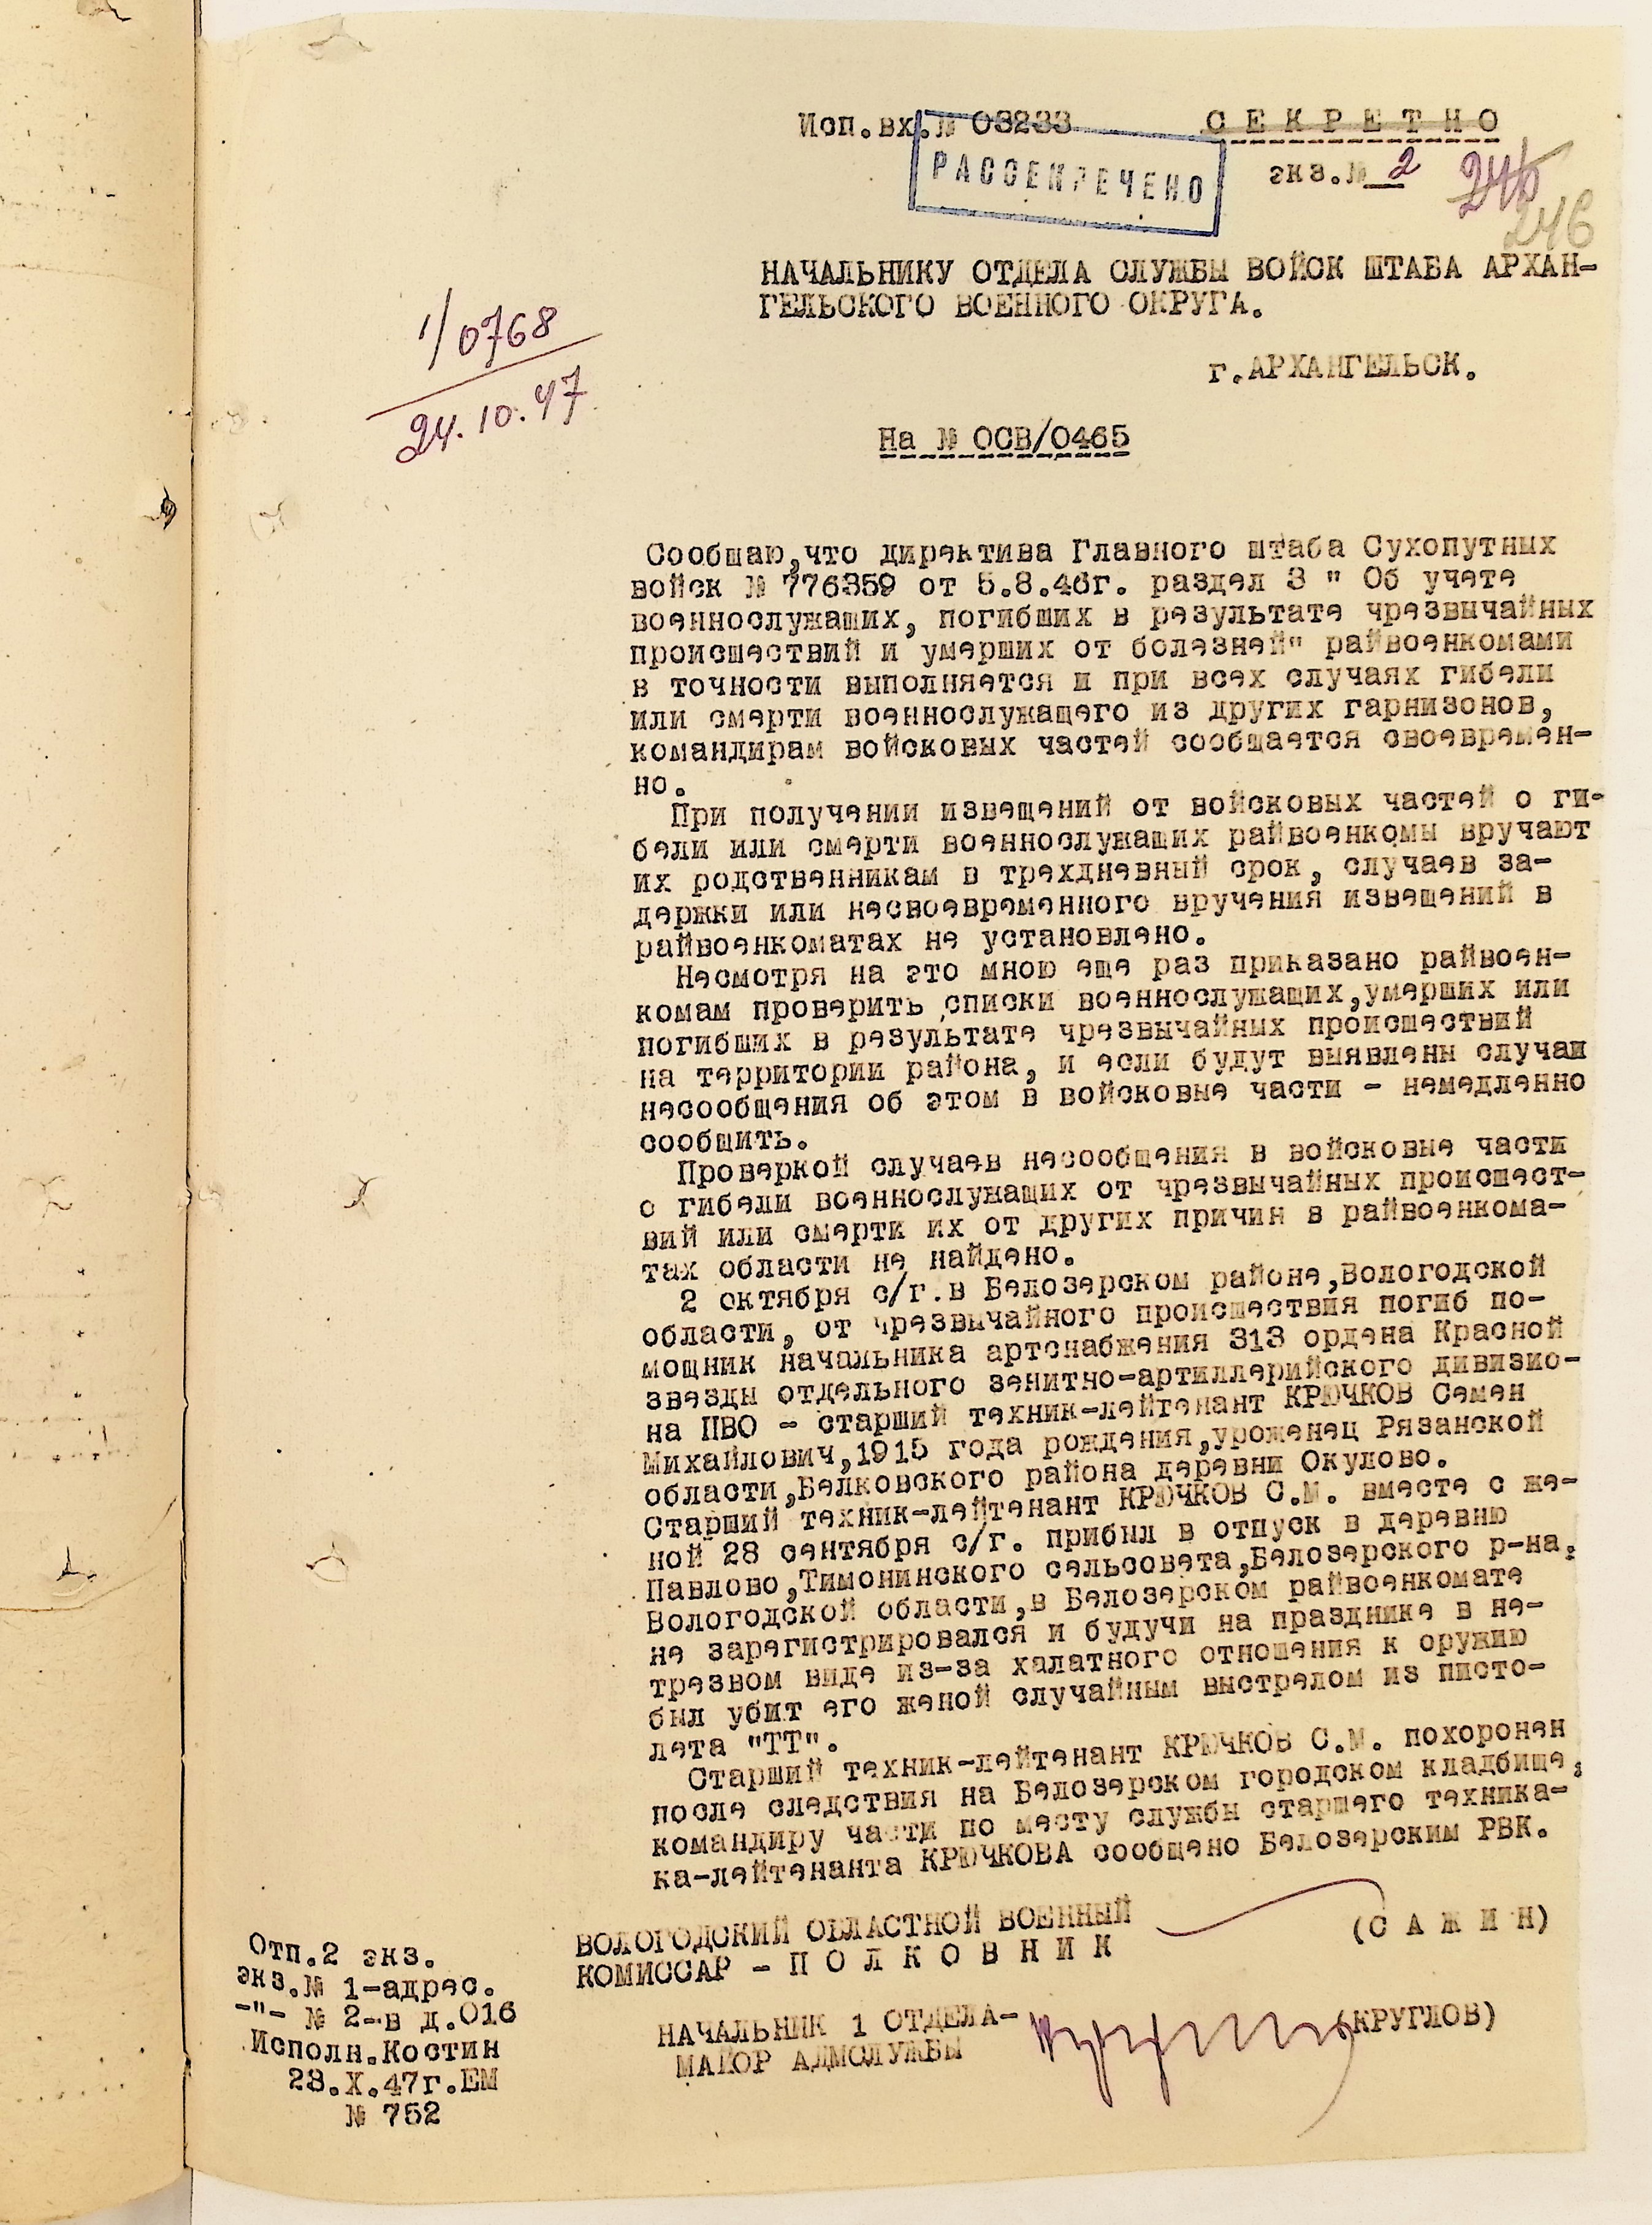 Исп.вх.№ 03233 С Е К Р Е Т Н О
РАССЕКРЕЧЕНО
экз.№ 2
246
246
НАЧАЛЬНИКУ ОТДЕЛА СЛУЖБЫ ВОЙСК ШТАБА АРХАН-
ГЕЛЬСКОГО ВОЕННОГО ОКРУГА.
1/0768
24.10.47
г.АРХАНГЕЛЬСК.
На № ОСВ/0465
Сообщаю,что директива Главного штаба Сухопутных
войск № 776359 от 5.8.46г. раздел 3 " Об учете
военнослужащих, погибших в результате чрезвычайных
происшествий и умерших от болезней" райвоенкомами
в точности выполняется и при всех случаях гибели
или смерти военнослужащего из других гарнизонов,
командирам войсковых частей сообщается своевремен-
но.
При получении извещений от войсковых частей о ги-
бели или смерти военнослужащих райвоенкомы вручают
их родственникам в трехдневный срок, случаев за-
держки или несвоевременного вручения извещений в
райвоенкоматах не установлено.
Несмотря на это мною еще раз приказано райвоен-
комам проверить списки военнослужащих,умерших или
погибших в результате чрезвычайных происшествий
на территории района, и если будут выявлены случаи
несообщения об этом в войсковые части - немедленно
сообщить.
Проверкой случаев несообщения в войсковые части
о гибели военнослужащих от чрезвычайных происшест-
вий или смерти их от других причин в райвоенкома-
тах области не найдено.
2 октября с/г.в Белозерском районе,Вологодской
области, от чрезвычайного происшествия погиб по-
мощник начальника артснабжения 313 ордена Красной
звезды отдельного зенитно-артиллерийского дивизио-
на ПВО - старший техник-лейтенант КРЮЧКОВ Семен
Михайлович,1915 года рождения,уроженец Рязанской
области,Белковского района деревни Окулово.
Старший техник-лейтенант КРЮЧКОВ С.М. вместе с же-
ной 28 сентября с/г. прибыл в отпуск в деревню
Павлово,Тимонинского сельсовета,Белозерского р-на,
Вологодской области,в Белозерском райвоенкомате
не зарегистрировался и будучи на празднике в не-
трезвом виде из-за халатного отношения к оружию
был убит его женой случайным выстрелом из писто-
лета "ТТ".
Старший техник-лейтенант КРЮЧКОВ С.М. похоронен
после следствия на Белозерском городском кладбище,
командиру части по месту службы старшего техника-
ка-лейтенанта КРЮЧКОВА сообщено Белозерским РВК.
ВОЛОГОДСКИЙ ОБЛАСТНОЙ ВОЕННЫЙ
КОМИССАР - П О Л К О В Н И К (С А Ж И Н)
НАЧАЛЬНИК 1 ОТДЕЛА-
МАЙОР АДМСЛУЖБЫ (КРУГЛОВ)
Отп.2 экз.
экз.№ 1-адрес.
-"- № 2-в д.016
Исполн.Костин
23.X.47г.ЕМ
№ 752